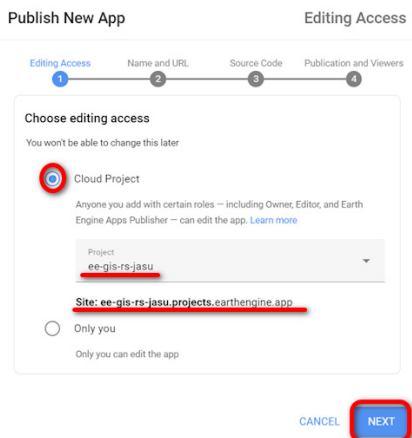 Publish New App
Editing Access
Editing Access
Name and URL
Source Code
Publication and Viewers
1
2
3
4
Choose editing access
You won't be able to change this later
Cloud Project
Anyone you add with certain roles — including Owner, Editor, and Earth
Engine Apps Publisher — can edit the app. Learn more
Project
ee-gis-rs-jasu
Site: ee-gis-rs-jasu.projects.earthengine.app
Only you
Only you can edit the app
CANCEL
NEXT